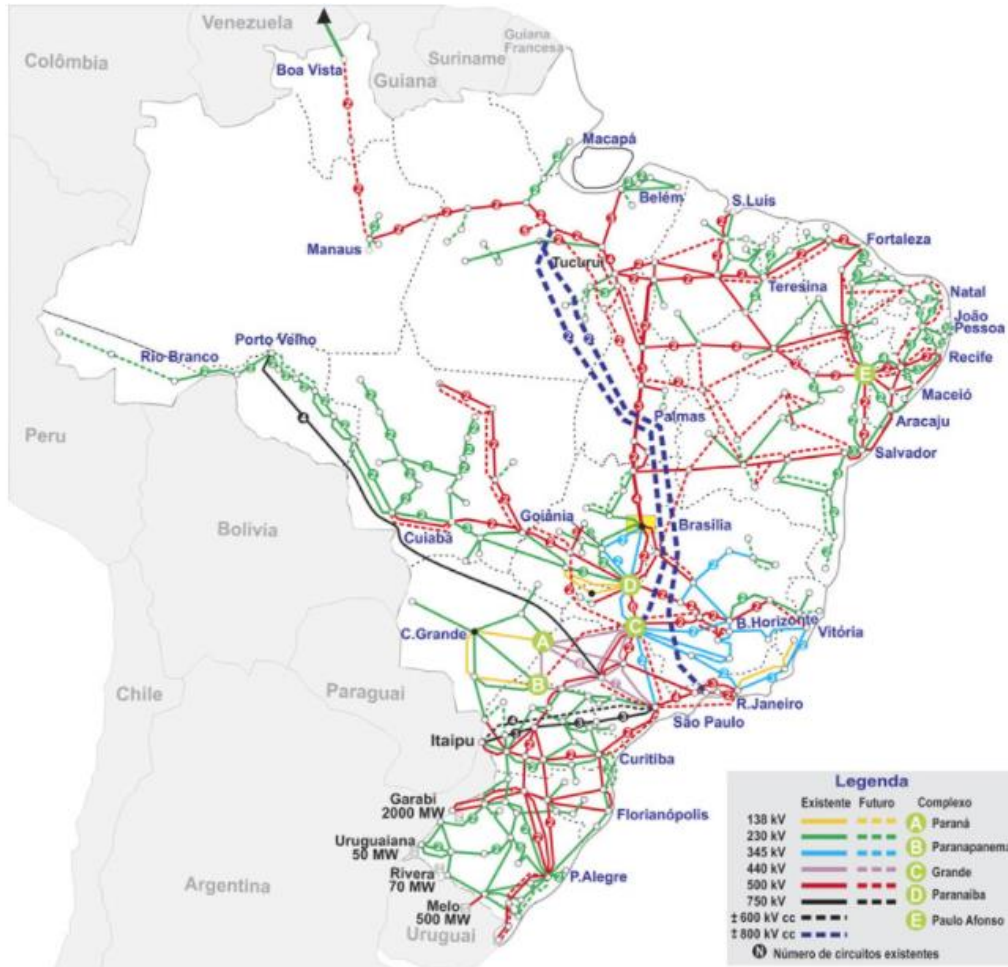 Venezuela
Guiana
Francesa
Suriname
Colômbia
Boa Vista
Guiana
Macapá
Belém
S.Luís
Manaus
Fortaleza
Tucuruí
Teresina
Natal
João
Pessoa
Porto Velho
Rio Branco
Recife
E
Maceió
Peru
Palmas
Aracaju
Salvador
Bolívia
Goiânia
Brasília
Cuiabá
D
C
B.Horizonte
C.Grande
A
Vitória
Chile
Paraguai
B
R.Janeiro
São Paulo
Itaipu
Curitiba
Garabi
2000 MW
Florianópolis
Uruguaiana
50 MW
Rivera
70 MW
P.Alegre
Melo
500 MW
Argentina
Uruguai
Legenda
Existente Futuro Complexo
138 kV A Paraná
230 kV
345 kV B Paranapanema
440 kV C Grande
500 kV
750 kV D Paranaíba
±600 kV cc
±800 kV cc E Paulo Afonso
N Número de circuitos existentes